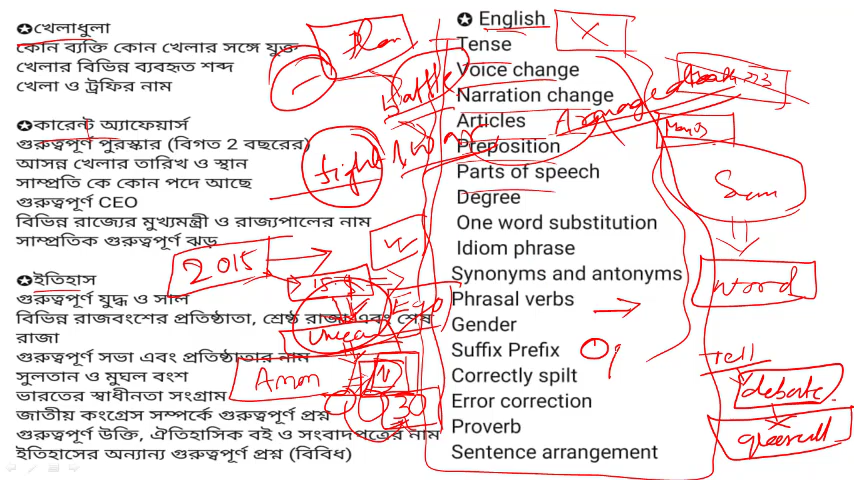 ✪খেলাধুলা
কোন ব্যক্তি কোন খেলার সঙ্গে যুক্ত
খেলার বিভিন্ন ব্যবহৃত শব্দ
খেলা ও ট্রফির নাম
✪কারেন্ট অ্যাফেয়ার্স
গুরুত্বপূর্ণ পুরস্কার (বিগত 2 বছরের)
আসন্ন খেলার তারিখ ও স্থান
সাম্প্রতি কে কোন পদে আছে
গুরুত্বপূর্ণ CEO
বিভিন্ন রাজ্যের মুখ্যমন্ত্রী ও রাজ্যপালের নাম
সাম্প্রতিক গুরুত্বপূর্ণ ঝড়
✪ইতিহাস
গুরুত্বপূর্ণ যুদ্ধ ও সাল
বিভিন্ন রাজবংশের প্রতিষ্ঠাতা, শ্রেষ্ঠ রাজা এবং শেষ
রাজা
গুরুত্বপূর্ণ সভা এবং প্রতিষ্ঠাতার নাম
সুলতান ও মুঘল বংশ
ভারতের স্বাধীনতা সংগ্রাম
জাতীয় কংগ্রেস সম্পর্কে গুরুত্বপূর্ণ প্রশ্ন
গুরুত্বপূর্ণ উক্তি, ঐতিহাসিক বই ও সংবাদপত্রের নাম
ইতিহাসের অন্যান্য গুরুত্বপূর্ণ প্রশ্ন (বিবিধ)
✪ English
Tense
Voice change
Narration change
Articles
Preposition
Parts of speech
Degree
One word substitution
Idiom phrase
Synonyms and antonyms
Phrasal verbs
Gender
Suffix Prefix
Correctly spilt
Error correction
Proverb
Sentence arrangement
battle
fight
war
2015
Ego
30
word
tell
debate